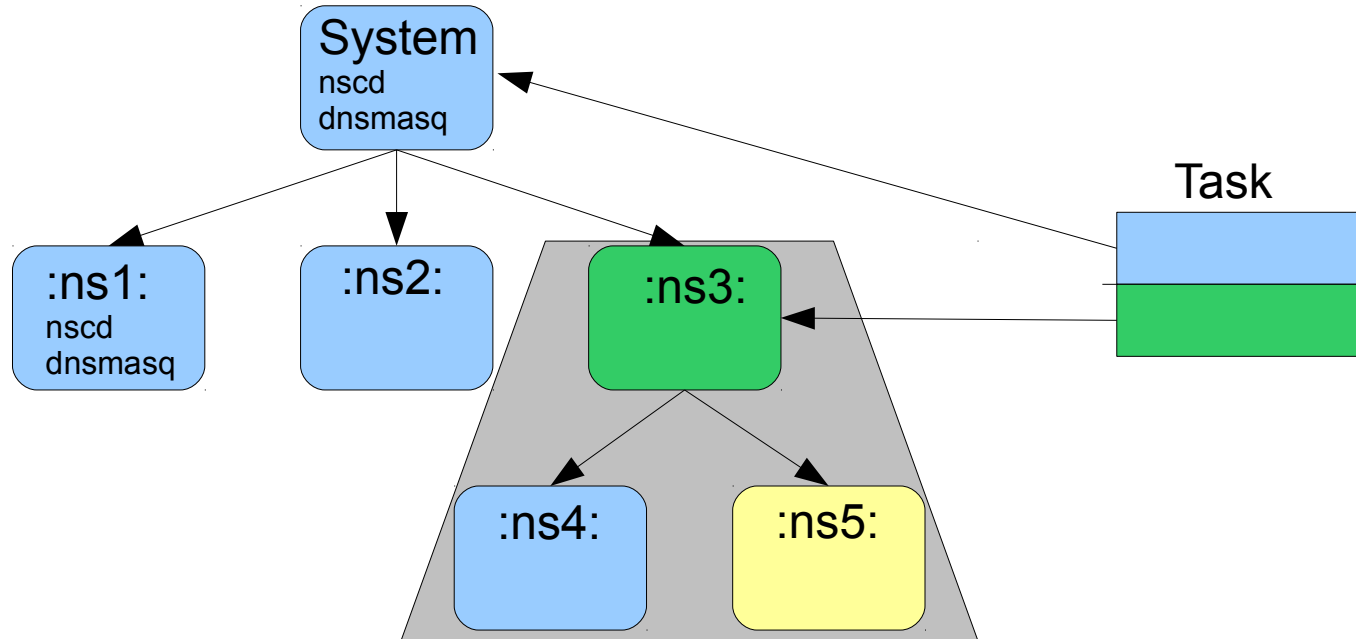 System
nscd
dnsmasq
Task
:ns1:
nscd
dnsmasq
:ns2:
:ns3:
:ns4:
:ns5: